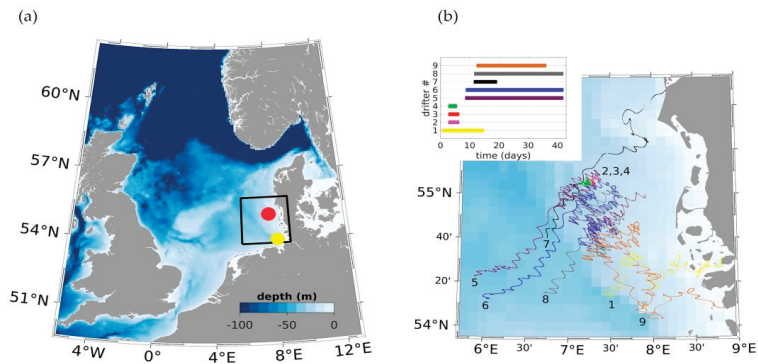 (a)
60°N
57°N
54°N
51°N
depth (m)
-100 -50 0
4°W 0° 4°E 8°E 12°E
(b)
drifter #
9
8
7
6
5
4
3
2
1
0 10 20 30 40
time (days)
2,3,4
55°N
40'
20'
54°N
7
5
6
8
1
9
6°E 30' 7°E 30' 8°E 30' 9°E